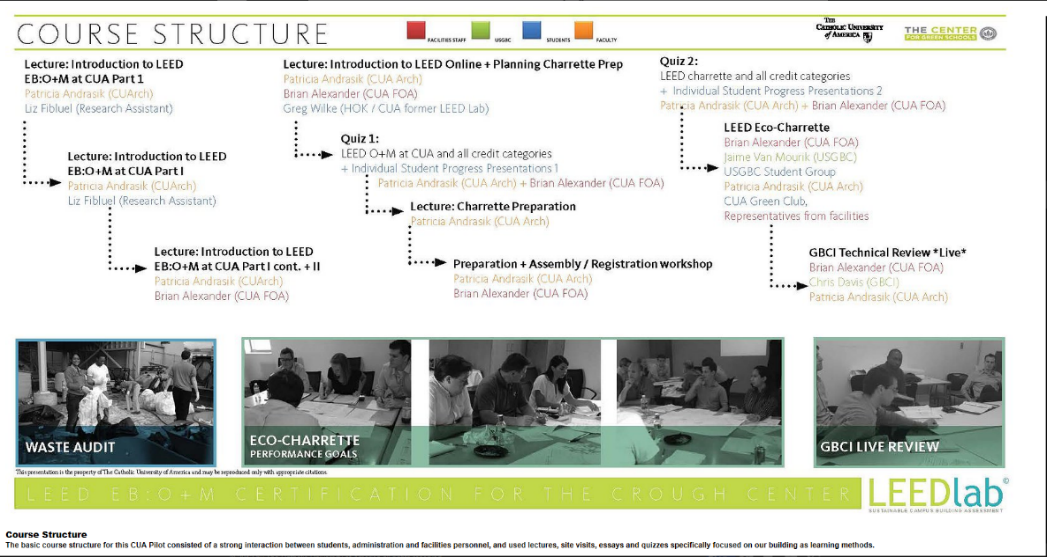 COURSE STRUCTURE
FACILITIES STAFF
USGBC
STUDENTS
FACULTY
THE
CATHOLIC UNIVERSITY
of AMERICA
THE CENTER
FOR GREEN SCHOOLS
Lecture: Introduction to LEED
EB:O+M at CUA Part 1
Patricia Andrasik (CUArch)
Liz Fibluel (Research Assistant)
Lecture: Introduction to LEED
EB:O+M at CUA Part I
Patricia Andrasik (CUArch)
Liz Fibluel (Research Assistant)
Lecture: Introduction to LEED
EB:O+M at CUA Part I cont. + II
Patricia Andrasik (CUArch)
Brian Alexander (CUA FOA)
Lecture: Introduction to LEED Online + Planning Charrette Prep
Patricia Andrasik (CUA Arch)
Brian Alexander (CUA FOA)
Greg Wilke (HOK / CUA former LEED Lab)
Quiz 1:
LEED O+M at CUA and all credit categories
+ Individual Student Progress Presentations 1
Patricia Andrasik (CUA Arch) + Brian Alexander (CUA FOA)
Lecture: Charrette Preparation
Patricia Andrasik (CUA Arch)
Preparation + Assembly / Registration workshop
Patricia Andrasik (CUA Arch)
Brian Alexander (CUA FOA)
Quiz 2:
LEED charrette and all credit categories
+ Individual Student Progress Presentations 2
Patricia Andrasik (CUA Arch) + Brian Alexander (CUA FOA)
LEED Eco-Charrette
Brian Alexander (CUA FOA)
Jaime Van Mourik (USGBC)
USGBC Student Group
Patricia Andrasik (CUA Arch)
CUA Green Club,
Representatives from facilities
GBCI Technical Review *Live*
Brian Alexander (CUA FOA)
Chris Davis (GBCI)
Patricia Andrasik (CUA Arch)
WASTE AUDIT
ECO-CHARRETTE
PERFORMANCE GOALS
GBCI LIVE REVIEW
This presentation is the property of The Catholic University of America and may be reproduced only with appropriate citations.
LEED EB:O+M CERTIFICATION FOR THE CROUGH CENTER
LEEDlab©
SUSTAINABLE CAMPUS BUILDING ASSESSMENT
Course Structure
The basic course structure for this CUA Pilot consisted of a strong interaction between students, administration and facilities personnel, and used lectures, site visits, essays and quizzes specifically focused on our building as learning methods.